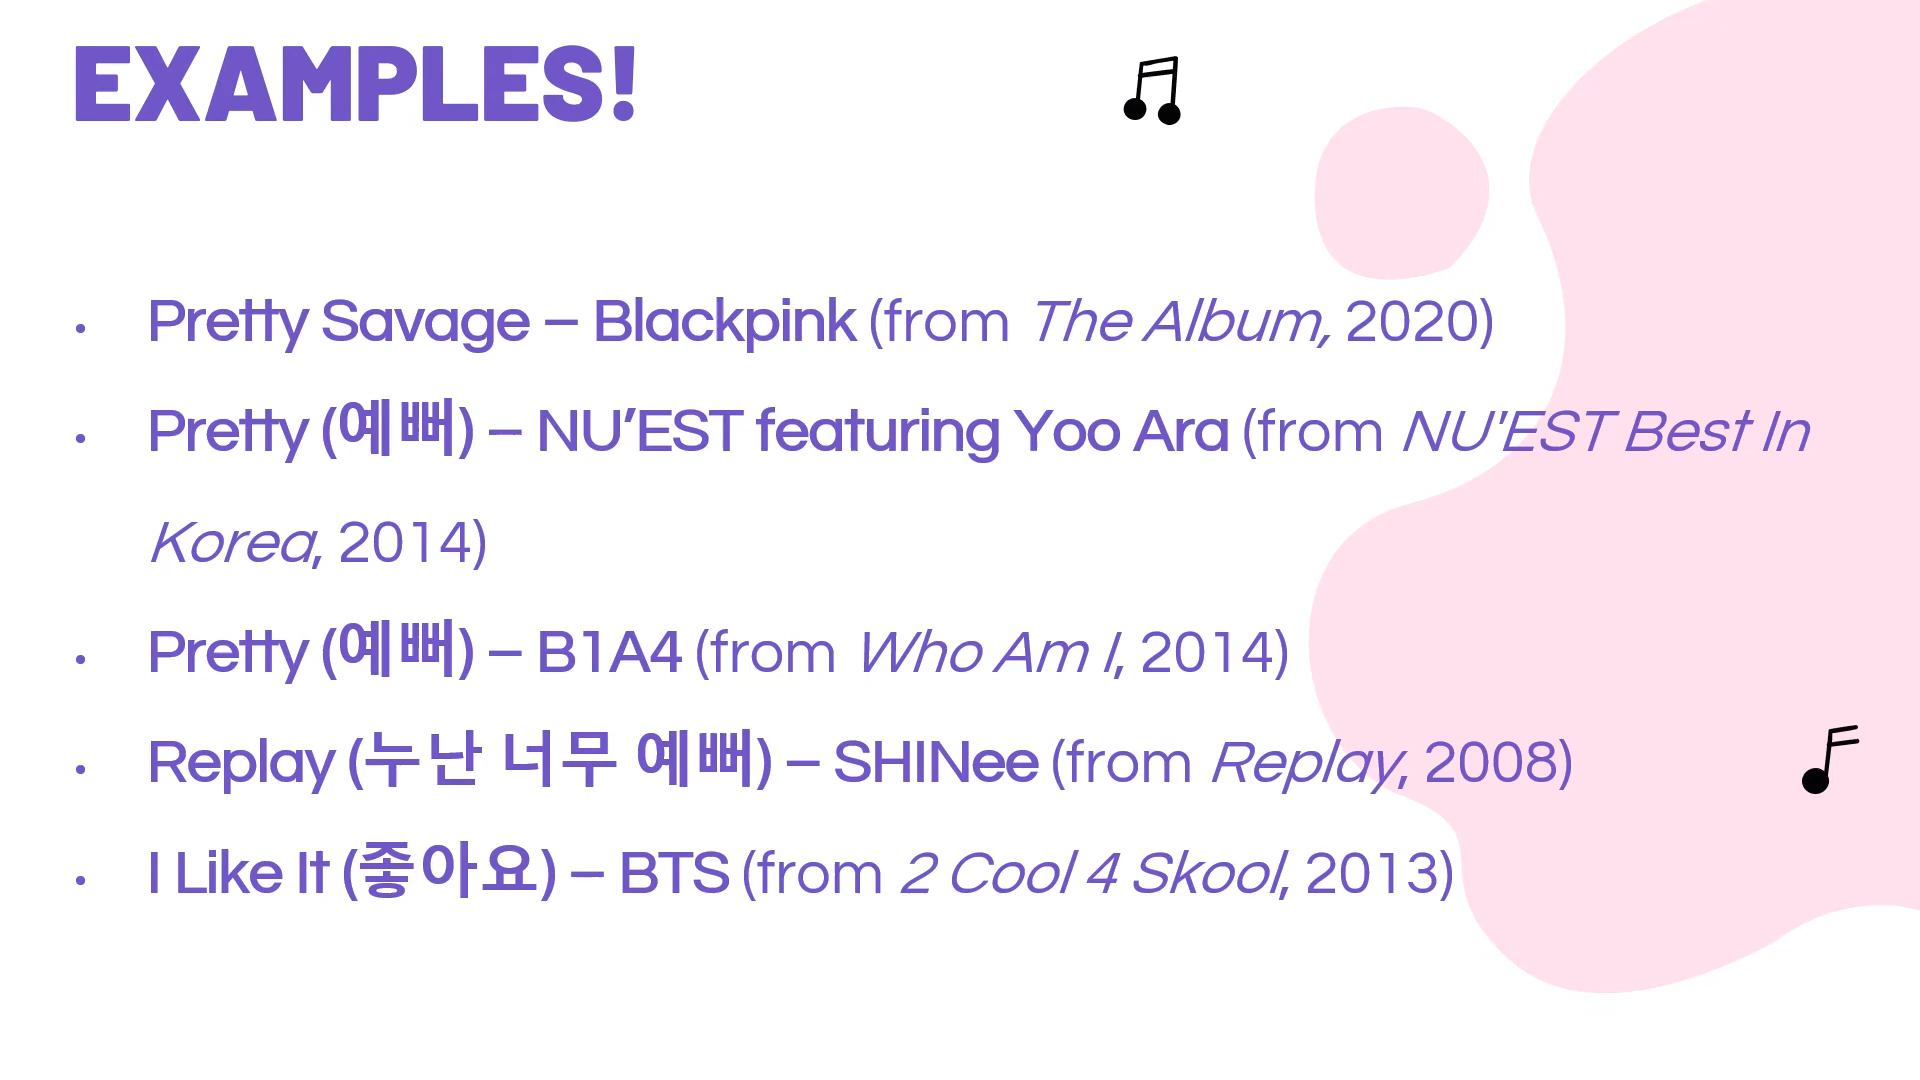 EXAMPLES!
• Pretty Savage – Blackpink (from The Album, 2020)
• Pretty (예뻐) – NU’EST featuring Yoo Ara (from NU'EST Best In
Korea, 2014)
• Pretty (예뻐) – B1A4 (from Who Am I, 2014)
• Replay (누난 너무 예뻐) – SHINee (from Replay, 2008)
• I Like It (좋아요) – BTS (from 2 Cool 4 Skool, 2013)